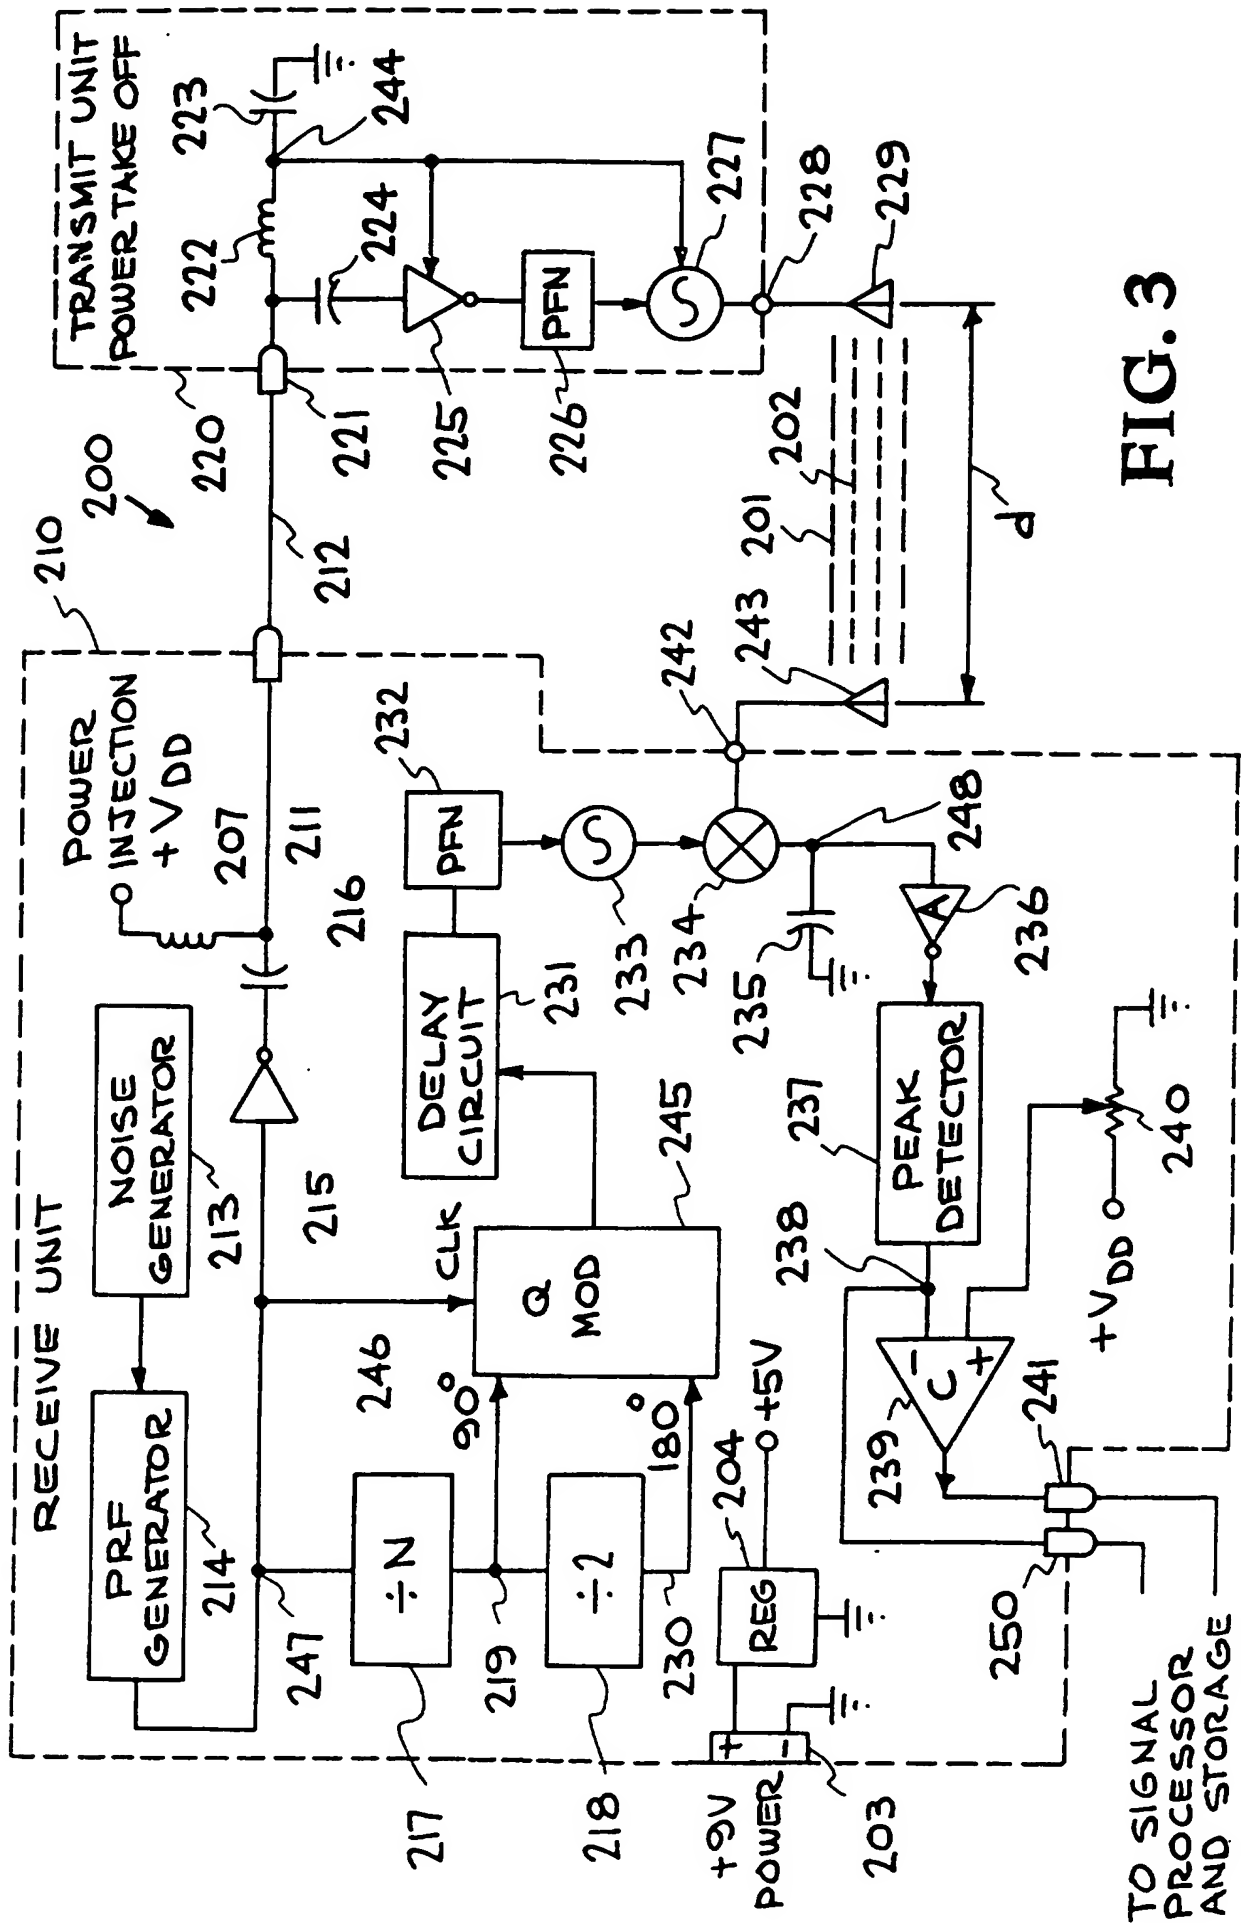 200
RECEIVE UNIT
210
NOISE
GENERATOR
213
PRF
GENERATOR
214
POWER
INJECTION
+VDD
207
211
216
215
212
247
246
CLK
90°
180°
÷N
217
219
÷2
218
230
Q
MOD
245
DELAY
CIRCUIT
231
PFN
232
233
234
235
248
A
236
242
243
PEAK
DETECTOR
237
238
C
-
+
239
240
+VDD
241
250
+5V
204
REG
+
-
+9V
POWER
203
TO SIGNAL
PROCESSOR
AND STORAGE
TRANSMIT UNIT
POWER TAKE OFF
220
221
222
223
244
224
225
PFN
226
227
228
229
201
202
d
FIG. 3